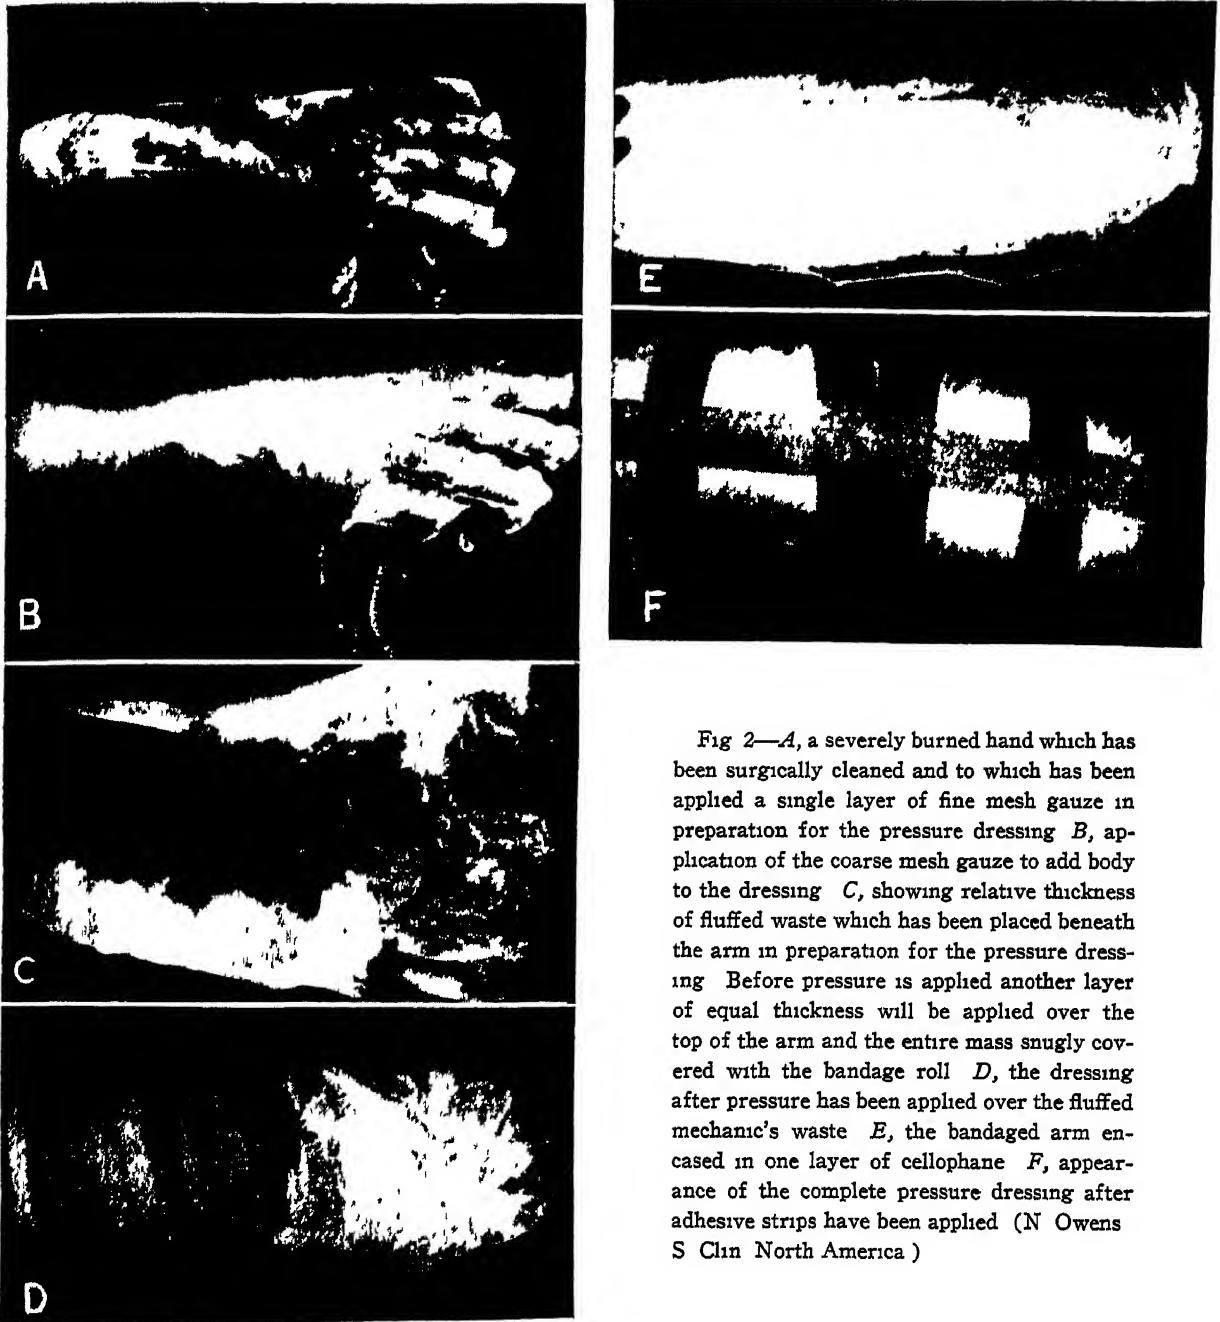 A
E
B
F
C
D
Fig 2—A, a severely burned hand which has
been surgically cleaned and to which has been
applied a single layer of fine mesh gauze in
preparation for the pressure dressing B, ap-
plication of the coarse mesh gauze to add body
to the dressing C, showing relative thickness
of fluffed waste which has been placed beneath
the arm in preparation for the pressure dress-
ing Before pressure is applied another layer
of equal thickness will be applied over the
top of the arm and the entire mass snugly cov-
ered with the bandage roll D, the dressing
after pressure has been applied over the fluffed
mechanic's waste E, the bandaged arm en-
cased in one layer of cellophane F, appear-
ance of the complete pressure dressing after
adhesive strips have been applied (N Owens
S Clin North America )